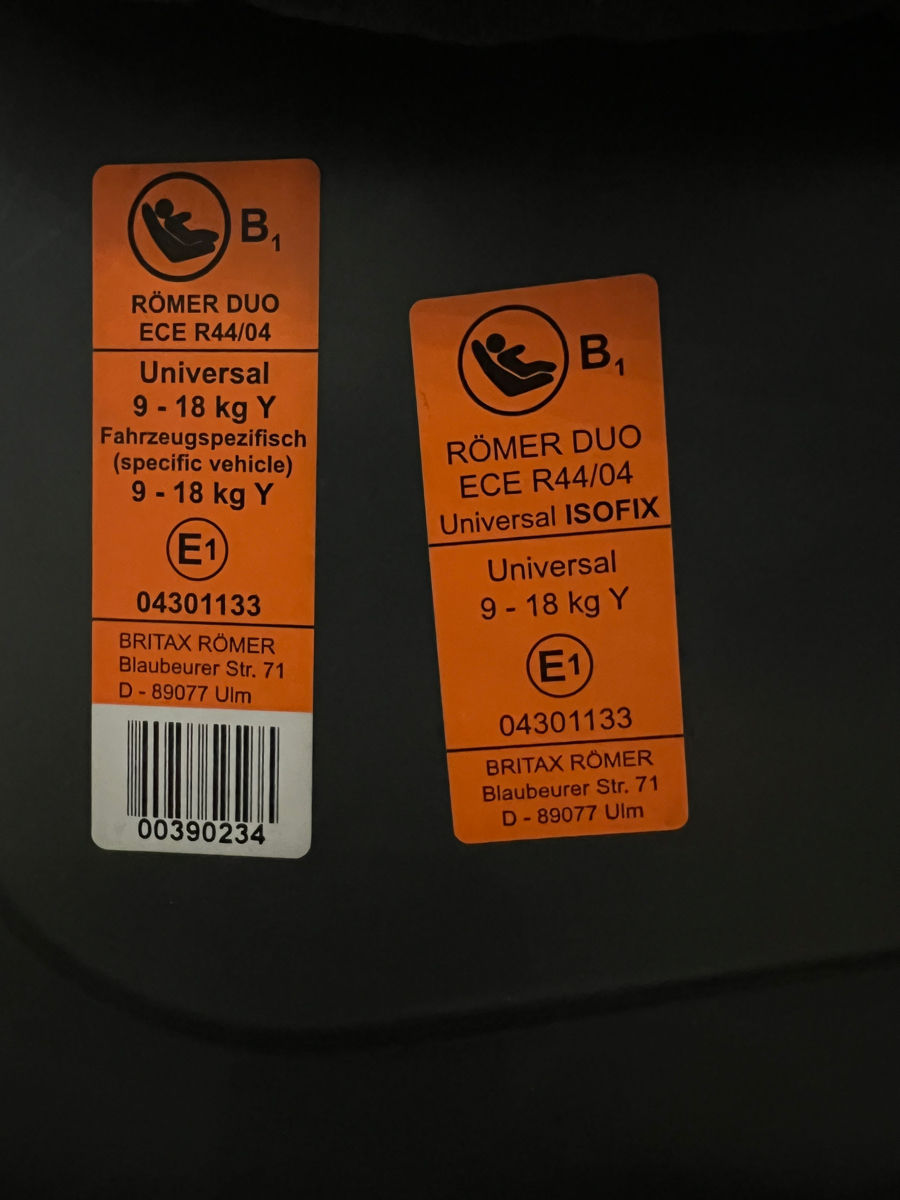 B1
RÖMER DUO
ECE R44/04
Universal
9 - 18 kg Y
Fahrzeugspezifisch
(specific vehicle)
9 - 18 kg Y
E1
04301133
BRITAX RÖMER
Blaubeurer Str. 71
D - 89077 Ulm
00390234
B1
RÖMER DUO
ECE R44/04
Universal ISOFIX
Universal
9 - 18 kg Y
E1
04301133
BRITAX RÖMER
Blaubeurer Str. 71
D - 89077 Ulm